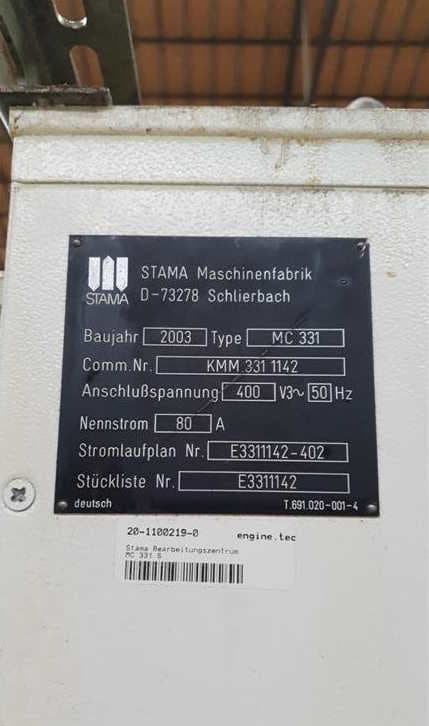 STAMA
STAMA Maschinenfabrik
D-73278 Schlierbach
Baujahr 2003 Type MC 331
Comm.Nr. KMM.331 1142
Anschlußspannung 400 V3~ 50 Hz
Nennstrom 80 A
Stromlaufplan Nr. E3311142-402
Stückliste Nr. E3311142
deutsch T.691.020-001-4
20-1100219-0 engine.tec
Stama Bearbeitungszentrum
MC 331 S